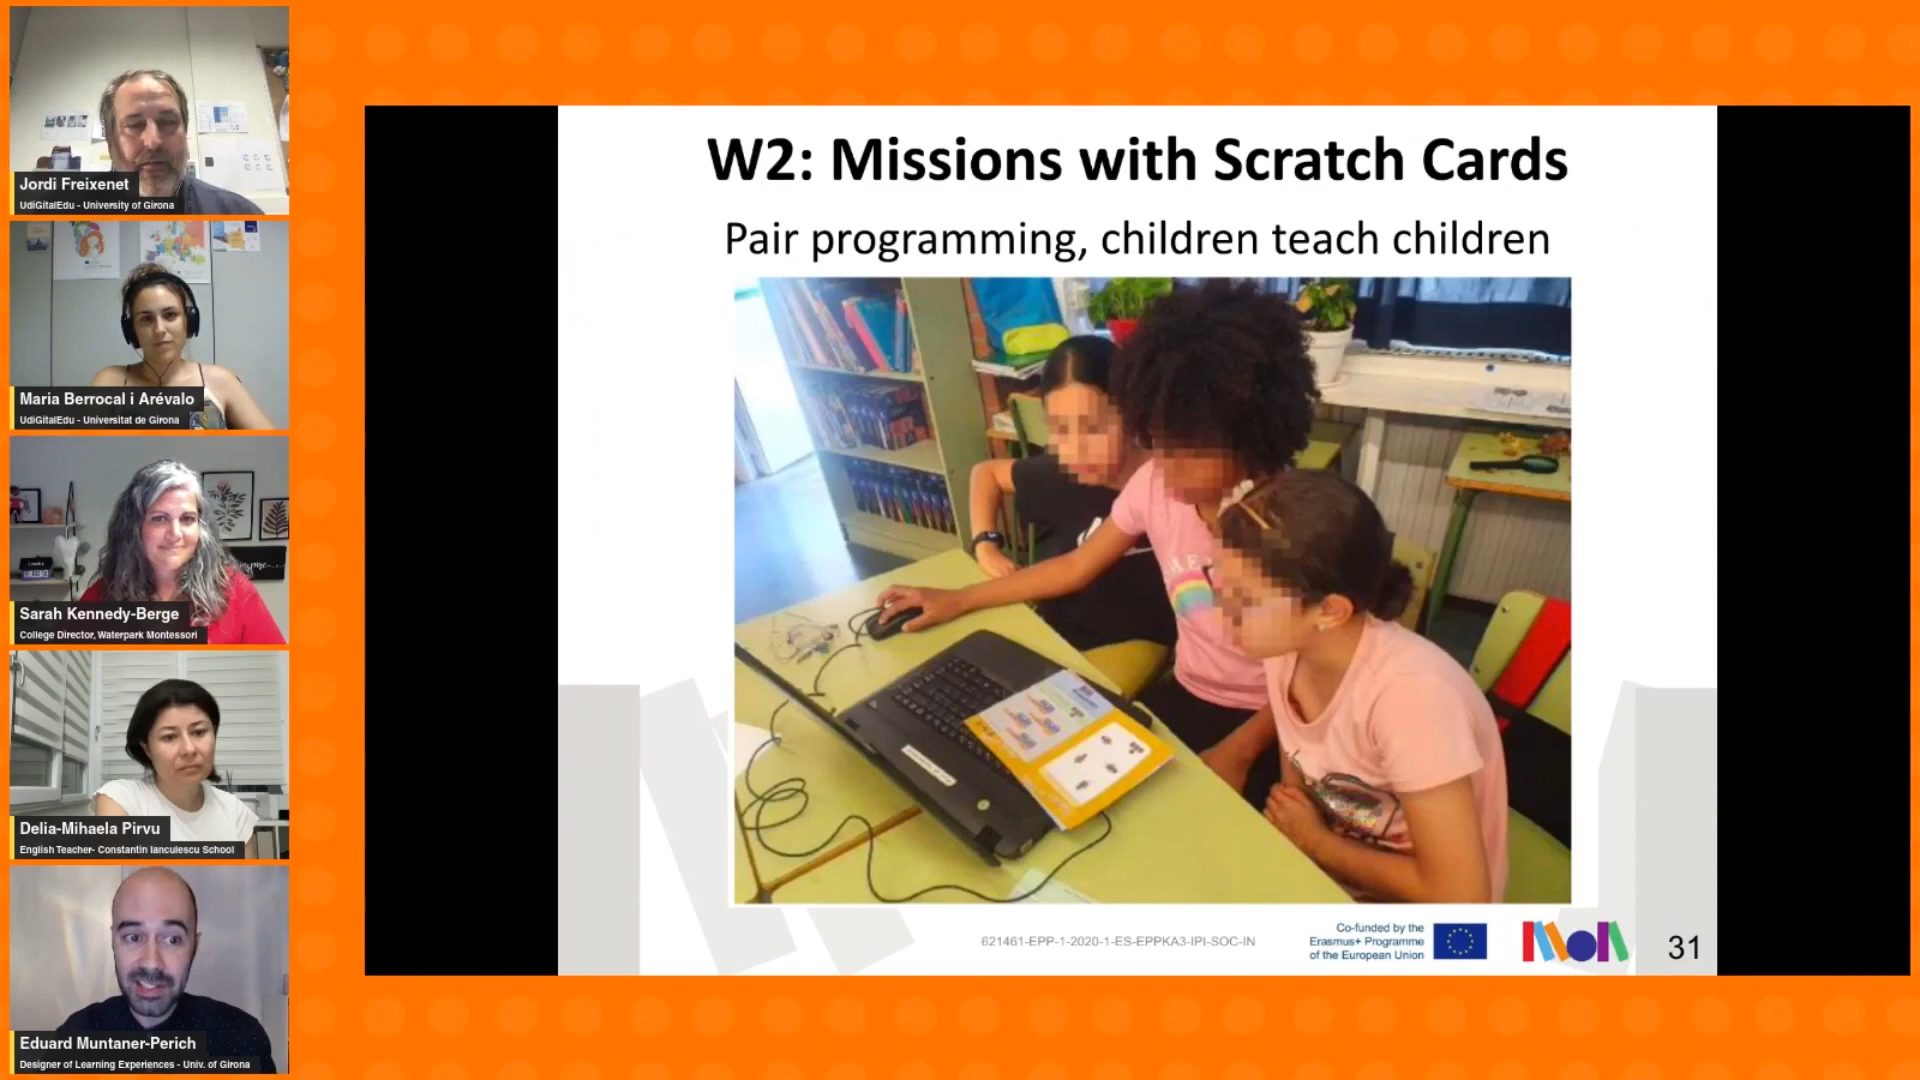 Jordi Freixenet
UdiGitalEdu - University of Girona
Maria Berrocal i Arévalo
UdiGitalEdu - Universitat de Girona
Sarah Kennedy-Berge
College Director, Waterpark Montessori
Delia-Mihaela Pirvu
English Teacher- Constantin Ianculescu School
Eduard Muntaner-Perich
Designer of Learning Experiences - Univ. of Girona
W2: Missions with Scratch Cards
Pair programming, children teach children
621461-EPP-1-2020-1-ES-EPPKA3-IPI-SOC-IN
Co-funded by the
Erasmus+ Programme
of the European Union
31